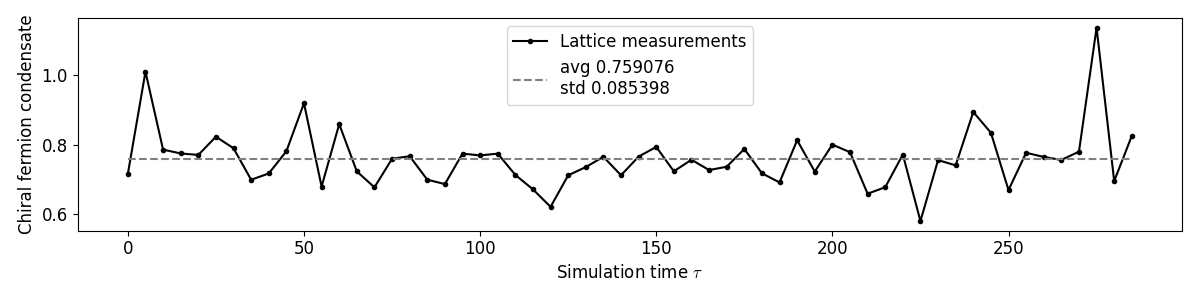 Chiral fermion condensate
1.0
0.8
0.6
Lattice measurements
avg 0.759076
std 0.085398
0 50 100 150 200 250
Simulation time τ